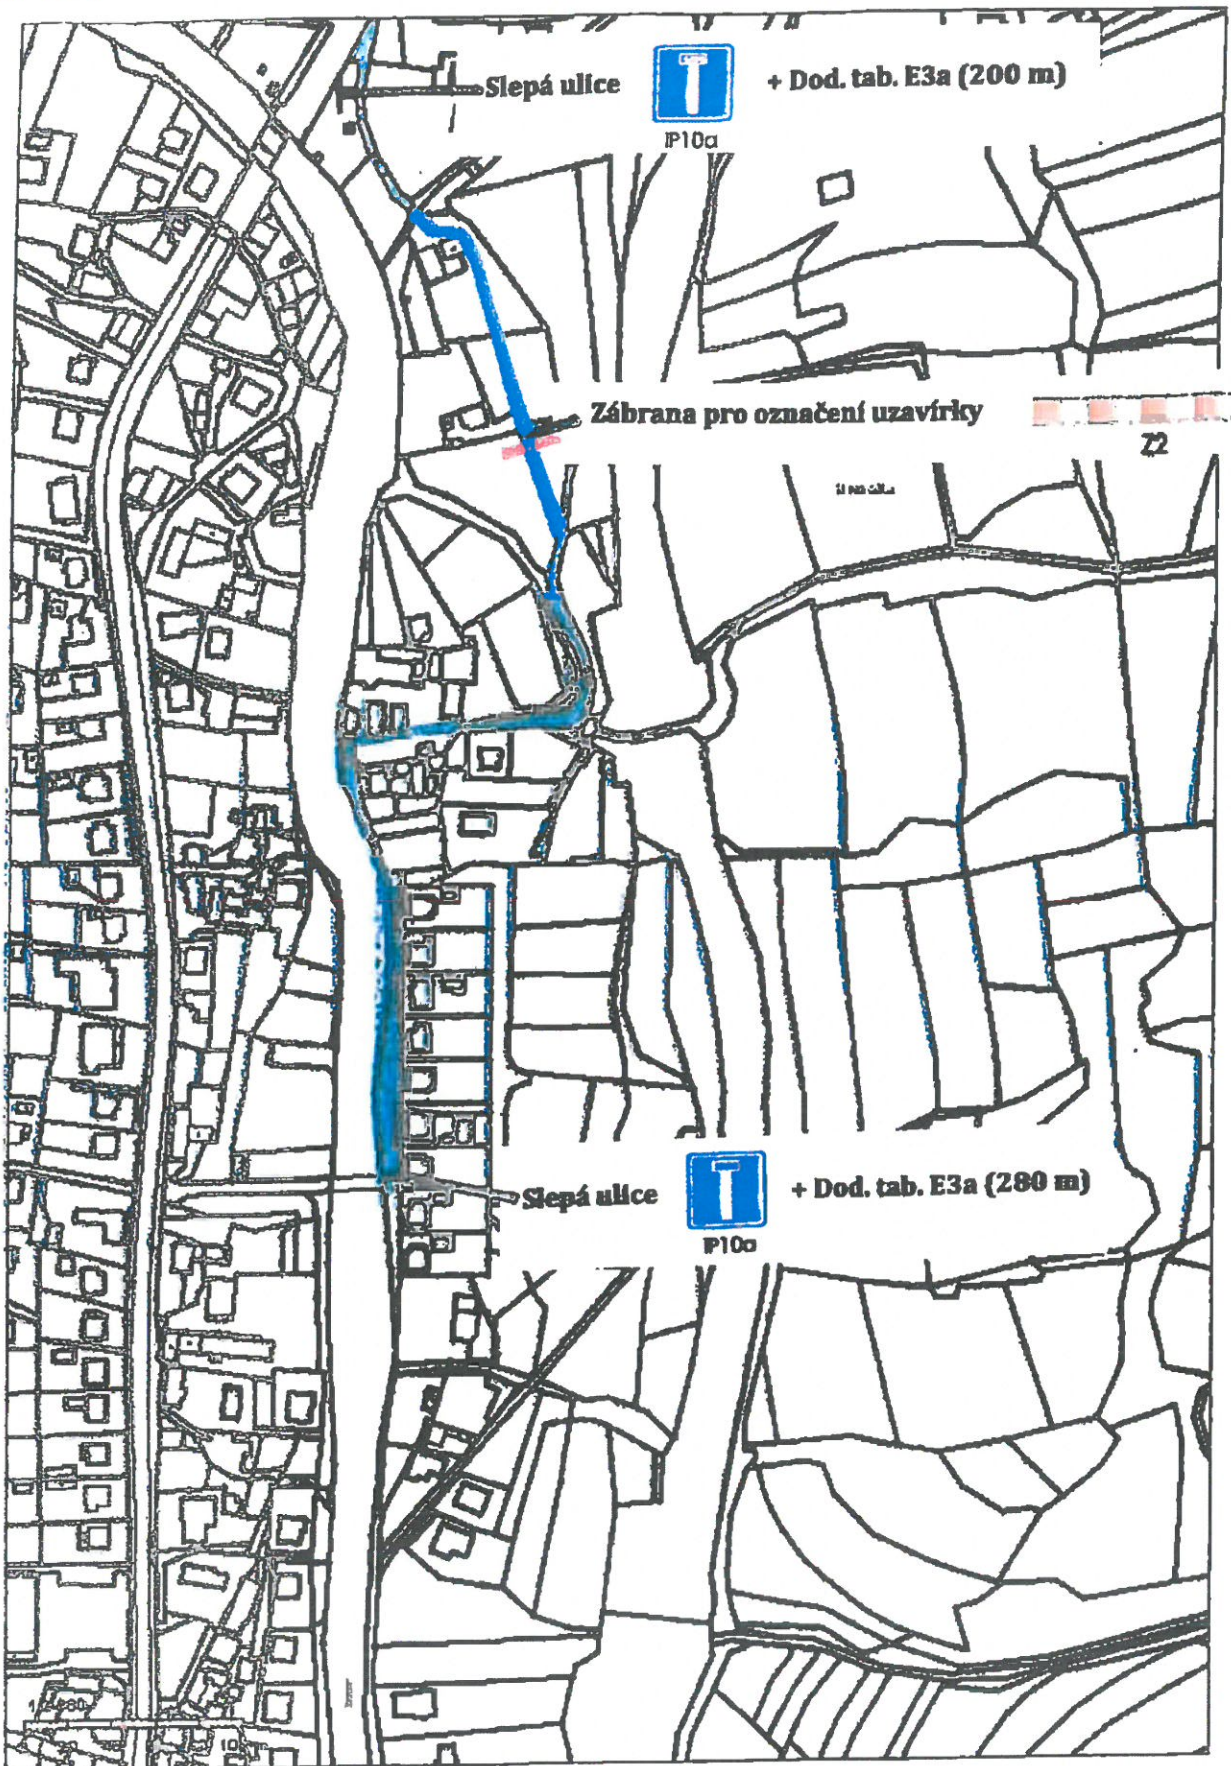 Slepá ulice + Dod. tab. E3a (200 m)
IP10a
Zábrana pro označení uzavírky
Z2
Slepá ulice + Dod. tab. E3a (280 m)
IP10a